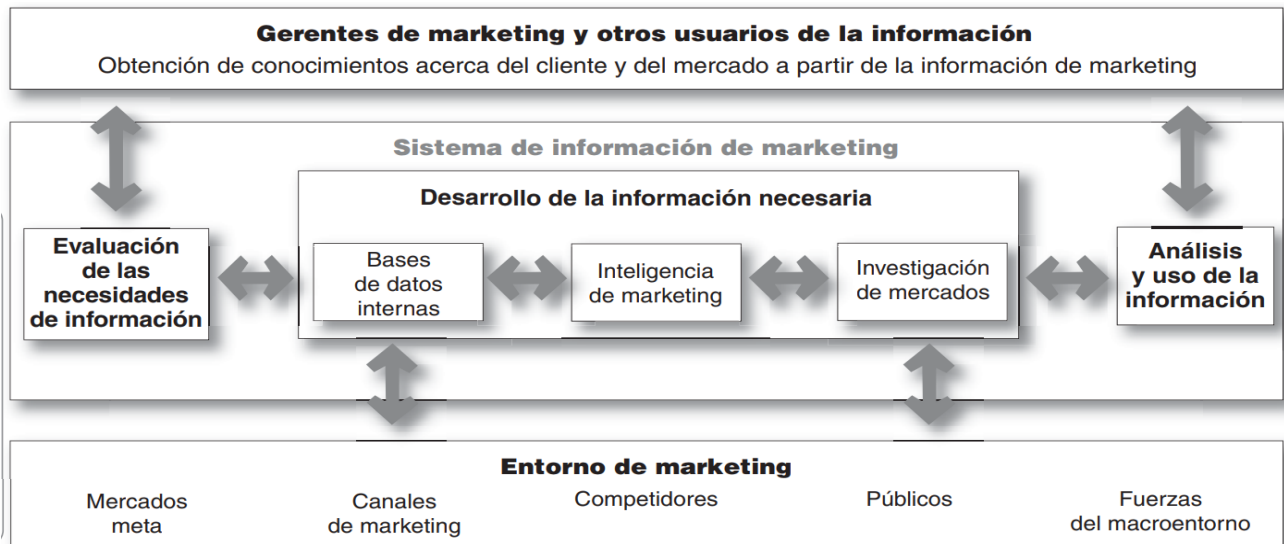 Gerentes de marketing y otros usuarios de la información
Obtención de conocimientos acerca del cliente y del mercado a partir de la información de marketing
Sistema de información de marketing
Desarrollo de la información necesaria
Evaluación
de las
necesidades
de información
Bases
de datos
internas
Inteligencia
de marketing
Investigación
de mercados
Análisis
y uso de la
información
Entorno de marketing
Mercados
meta
Canales
de marketing
Competidores
Públicos
Fuerzas
del macroentorno